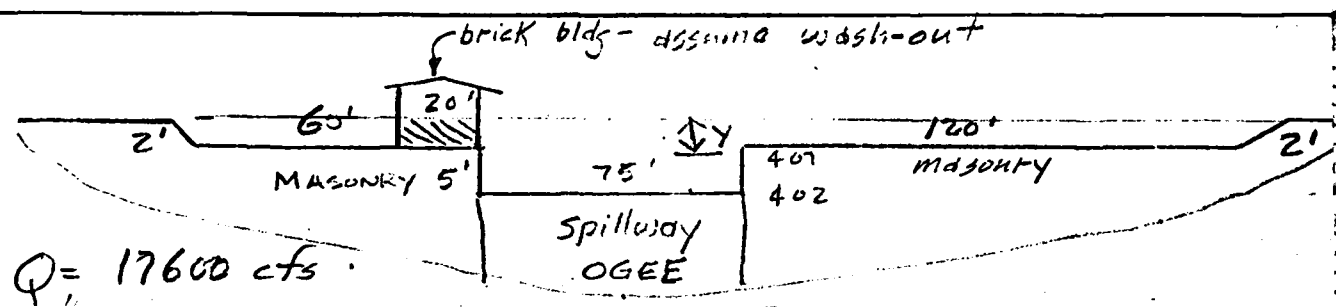 brick bldg - assume wash-out
60' 20' 120'
2' Y 2'
MASONRY 5' 75' 407 masonry
402
Spillway
OGEE
Q = 17600 cfs.